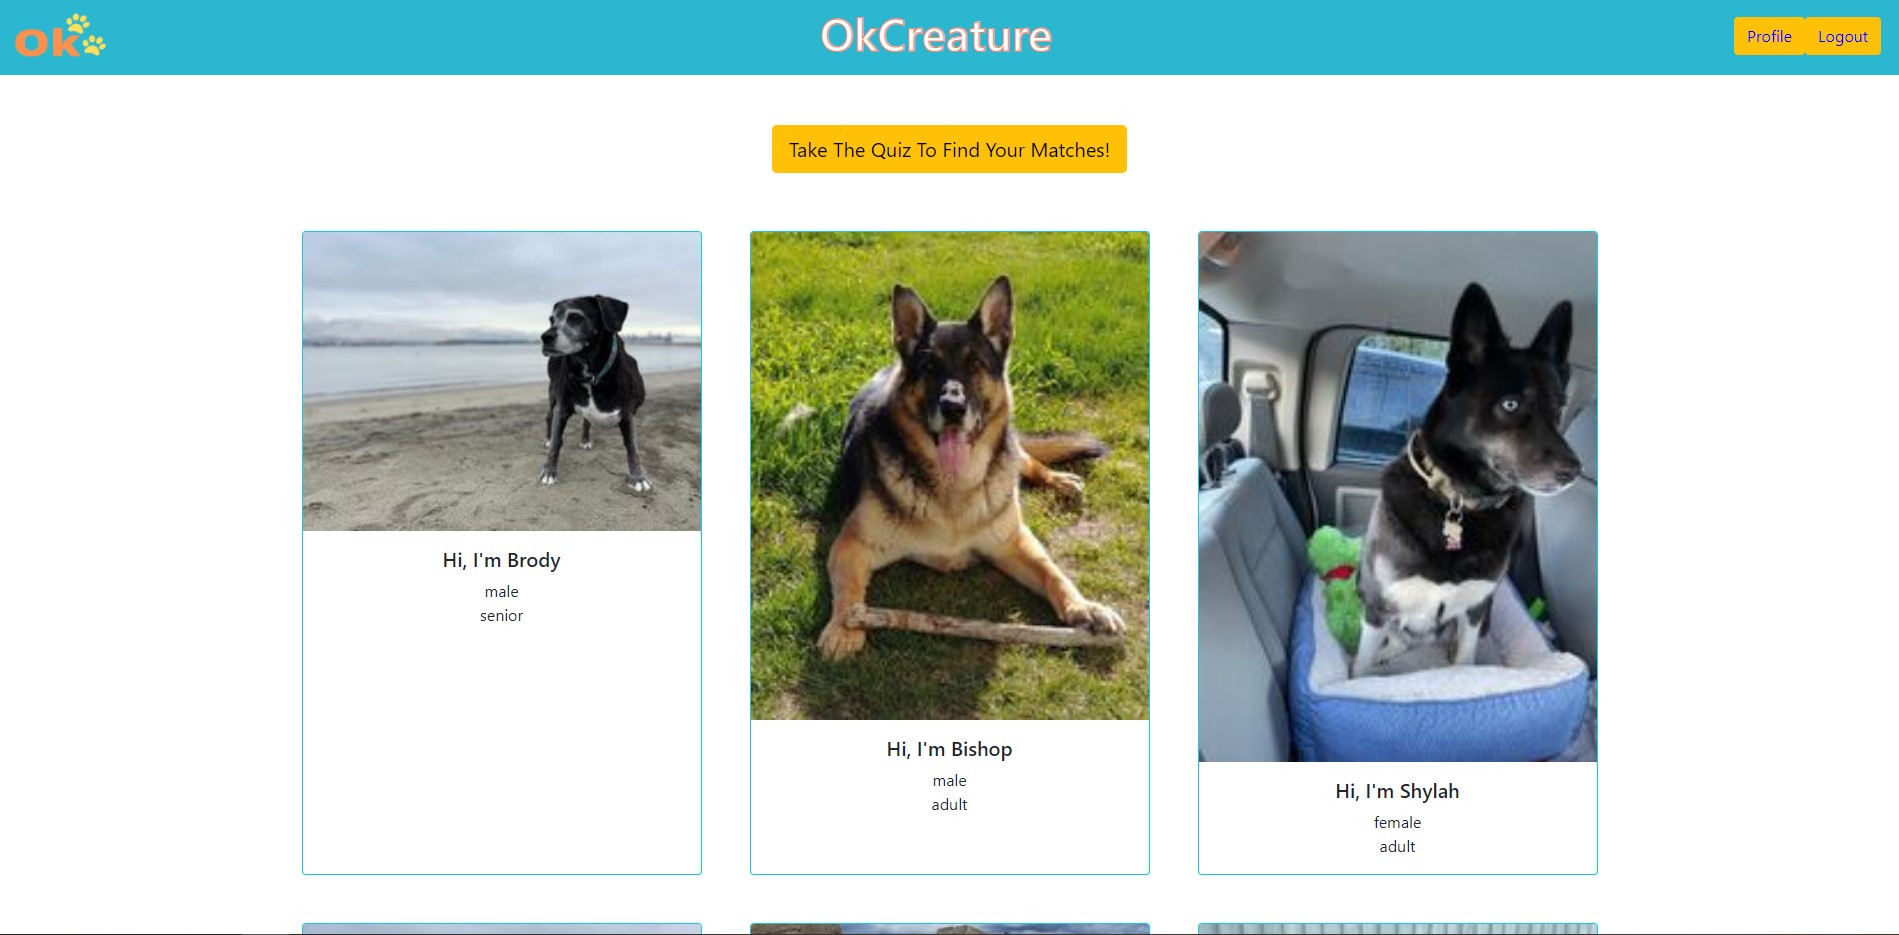 ok
OkCreature
Profile
Logout
Take The Quiz To Find Your Matches!
Hi, I'm Brody
male
senior
Hi, I'm Bishop
male
adult
Hi, I'm Shylah
female
adult